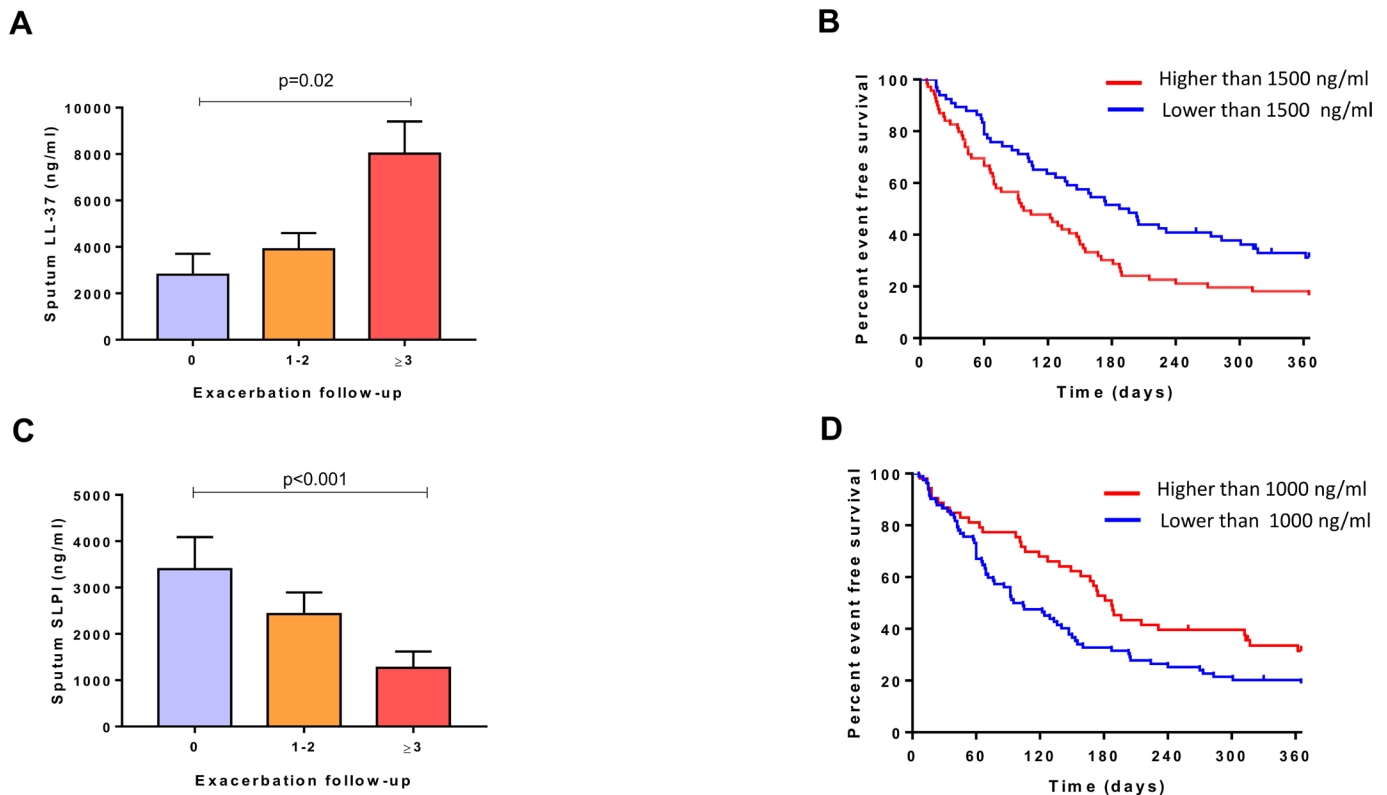 A
p=0.02
Sputum LL-37 (ng/ml)
10000
8000
6000
4000
2000
0
0
1-2
≥3
Exacerbation follow-up
B
Percent event free survival
100
80
60
40
20
0
Higher than 1500 ng/ml
Lower than 1500 ng/ml
0 60 120 180 240 300 360
Time (days)
C
p<0.001
Sputum SLPI (ng/ml)
5000
4000
3000
2000
1000
0
0
1-2
≥3
Exacerbation follow-up
D
Percent event free survival
100
80
60
40
20
0
Higher than 1000 ng/ml
Lower than 1000 ng/ml
0 60 120 180 240 300 360
Time (days)